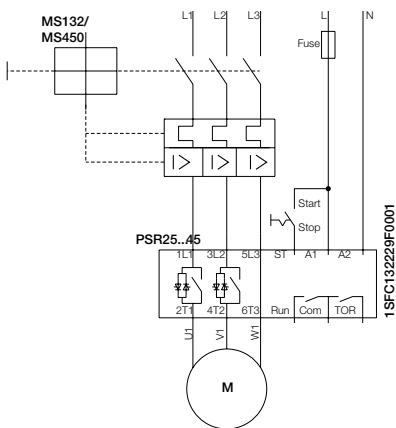 L1 L2 L3 L N
MS132/
MS450
Fuse
I> I> I>
Start
Stop
PSR25...45
1L1 3L2 5L3 ST A1 A2
2T1 4T2 6T3 Run Com TOR
U1 V1 W1
M
1SFC132229F0001